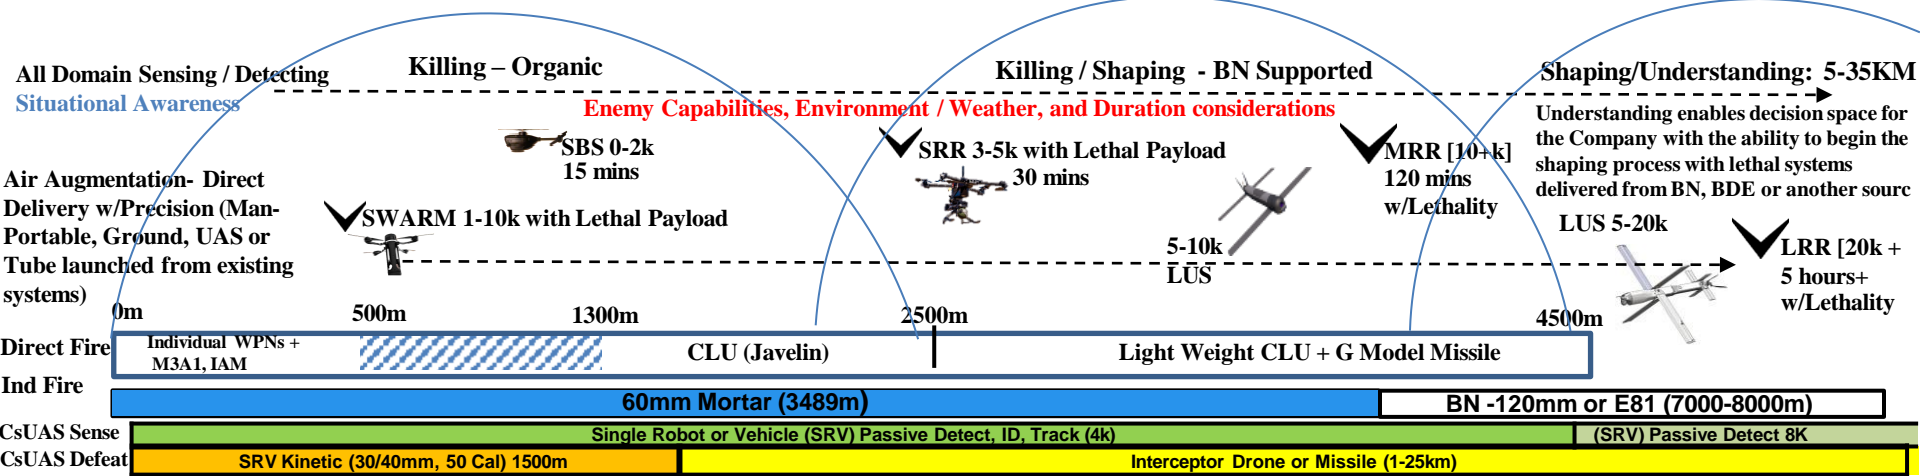 All Domain Sensing / Detecting
Situational Awareness
Killing – Organic
Killing / Shaping - BN Supported
Shaping/Understanding: 5-35KM
Enemy Capabilities, Environment / Weather, and Duration considerations
Understanding enables decision space for
the Company with the ability to begin the
shaping process with lethal systems
delivered from BN, BDE or another sourc
SBS 0-2k
15 mins
SRR 3-5k with Lethal Payload
30 mins
MRR [10+k]
120 mins
w/Lethality
Air Augmentation- Direct
Delivery w/Precision (Man-
Portable, Ground, UAS or
Tube launched from existing
systems)
SWARM 1-10k with Lethal Payload
5-10k
LUS
LUS 5-20k
LRR [20k +
5 hours+
w/Lethality
0m
500m
1300m
2500m
4500m
Direct Fire
Individual WPNs +
M3A1, IAM
CLU (Javelin)
Light Weight CLU + G Model Missile
Ind Fire
60mm Mortar (3489m)
BN -120mm or E81 (7000-8000m)
CsUAS Sense
Single Robot or Vehicle (SRV) Passive Detect, ID, Track (4k)
(SRV) Passive Detect 8K
CsUAS Defeat
SRV Kinetic (30/40mm, 50 Cal) 1500m
Interceptor Drone or Missile (1-25km)